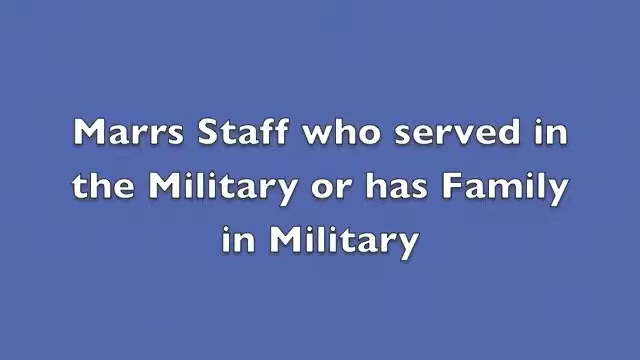 Marrs Staff who served in
the Military or has Family
in Military